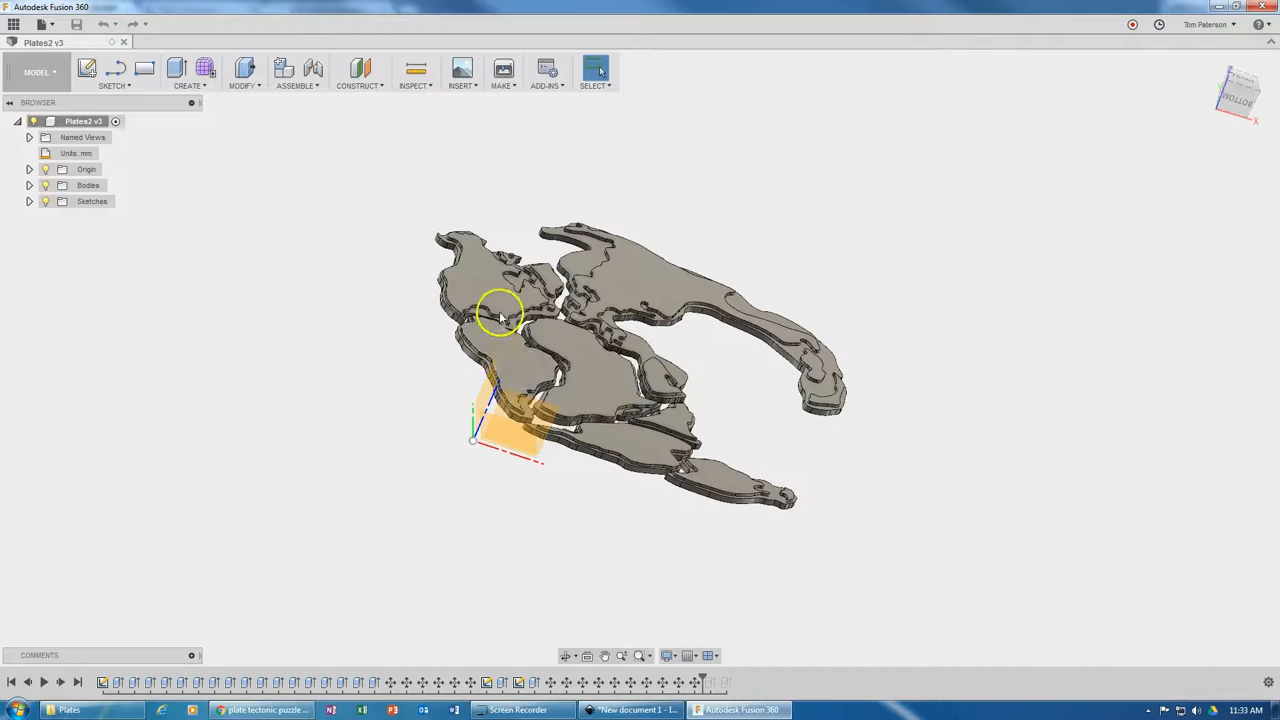 Autodesk Fusion 360
Tom Paterson
Plates2 v3
MODEL
SKETCH
CREATE
MODIFY
ASSEMBLE
CONSTRUCT
INSPECT
INSERT
MAKE
ADD-INS
SELECT
BROWSER
Plates2 v3
Named Views
Units: mm
Origin
Bodies
Sketches
BOTTOM
X
COMMENTS
Plates
plate tectonic puzzle ...
Screen Recorder
*New document 1 - I...
Autodesk Fusion 360
11:33 AM